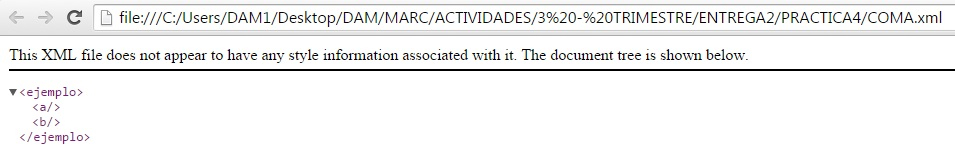 file:///C:/Users/DAM1/Desktop/DAM/MARC/ACTIVIDADES/3%20-%20TRIMESTRE/ENTREGA2/PRACTICA4/COMA.xml
This XML file does not appear to have any style information associated with it. The document tree is shown below.
▼<ejemplo>
<a/>
<b/>
</ejemplo>